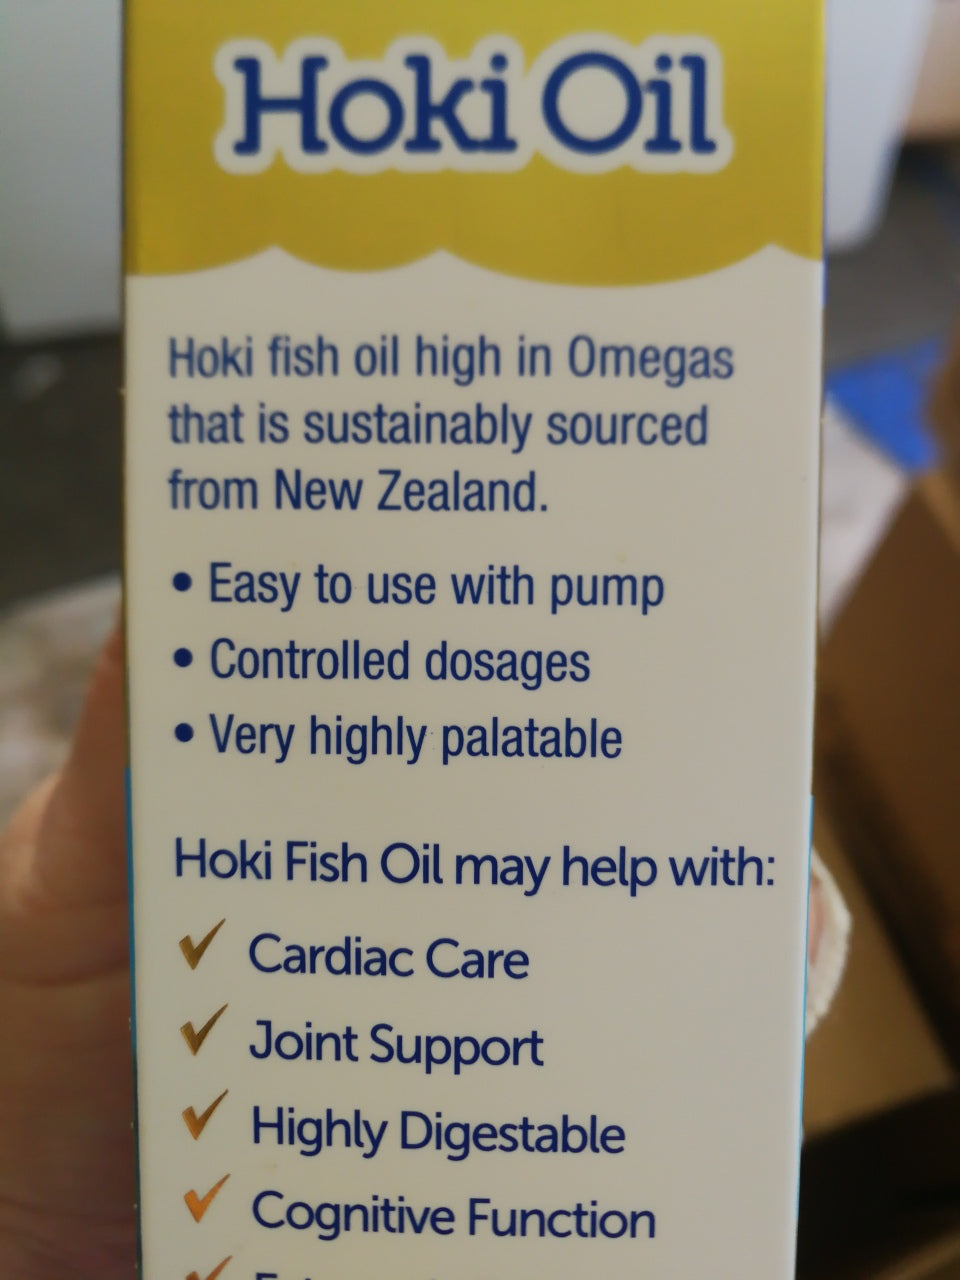 Hoki Oil
Hoki fish oil high in Omegas
that is sustainably sourced
from New Zealand.
• Easy to use with pump
• Controlled dosages
• Very highly palatable
Hoki Fish Oil may help with:
✓ Cardiac Care
✓ Joint Support
✓ Highly Digestable
✓ Cognitive Function